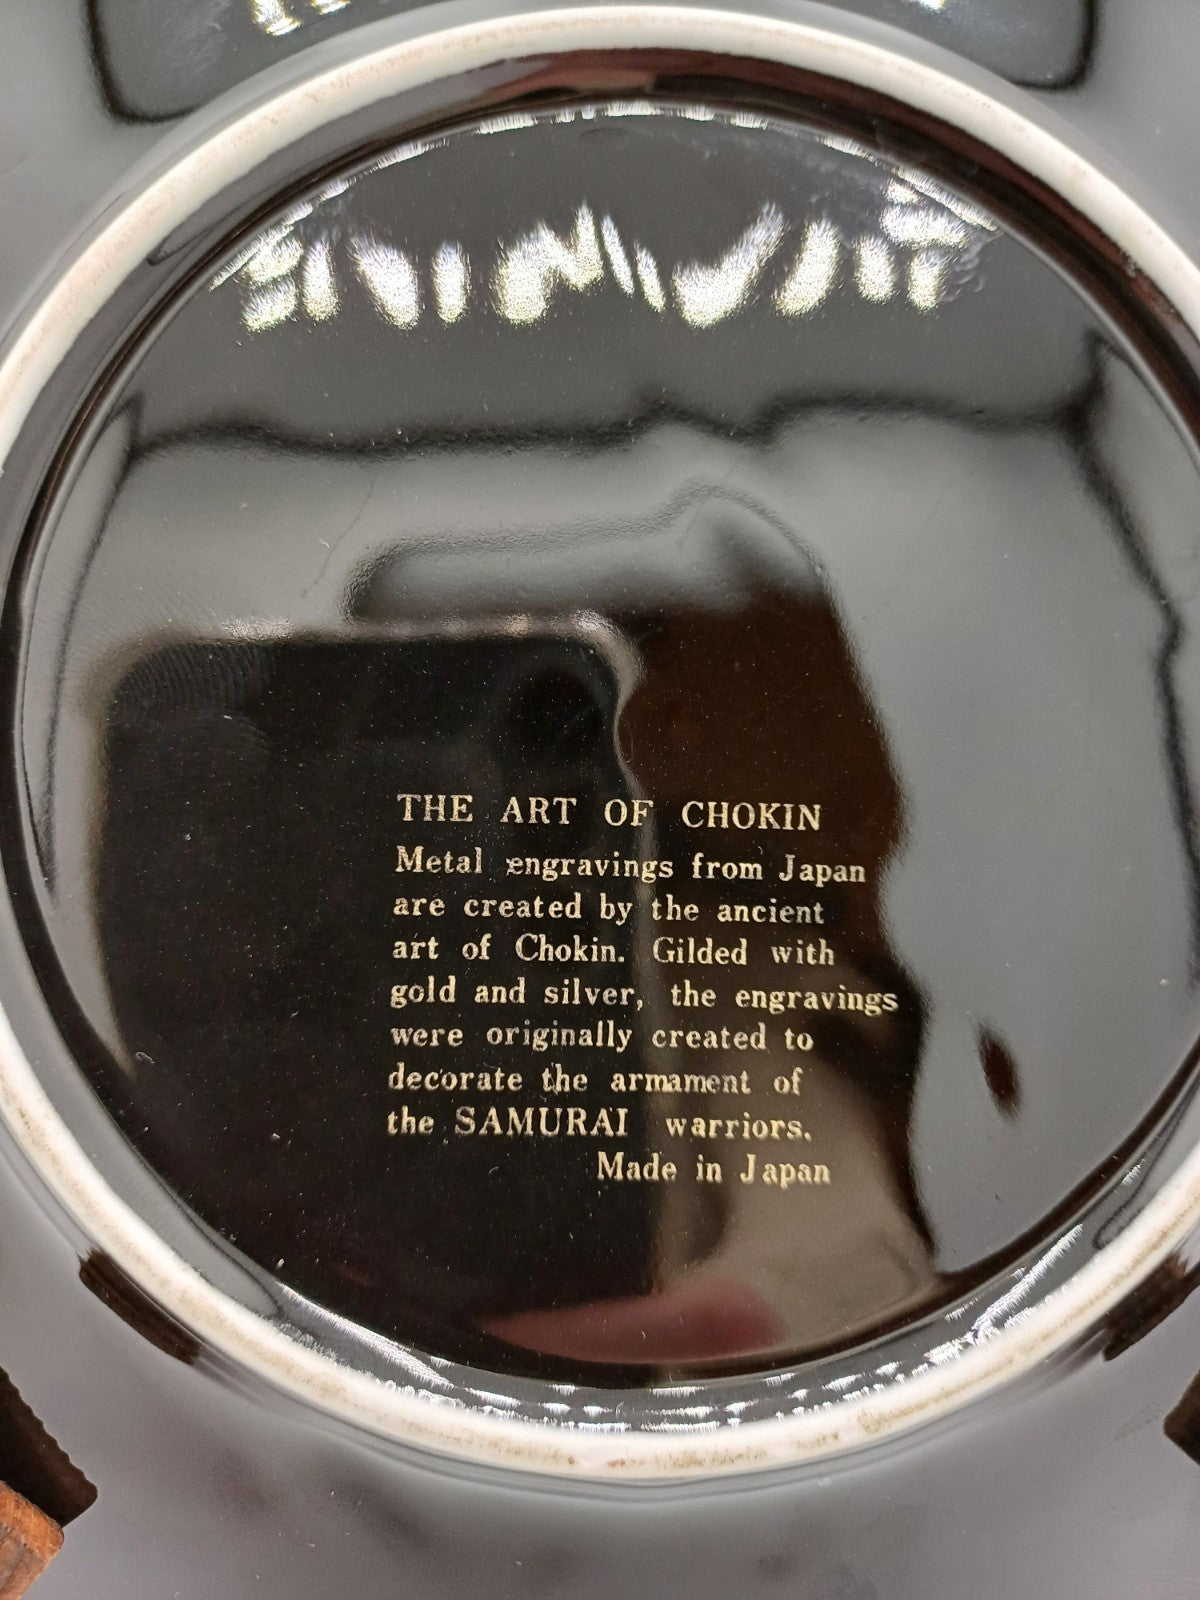 THE ART OF CHOKIN
Metal engravings from Japan
are created by the ancient
art of Chokin. Gilded with
gold and silver, the engravings
were originally created to
decorate the armament of
the SAMURAI warriors.
Made in Japan